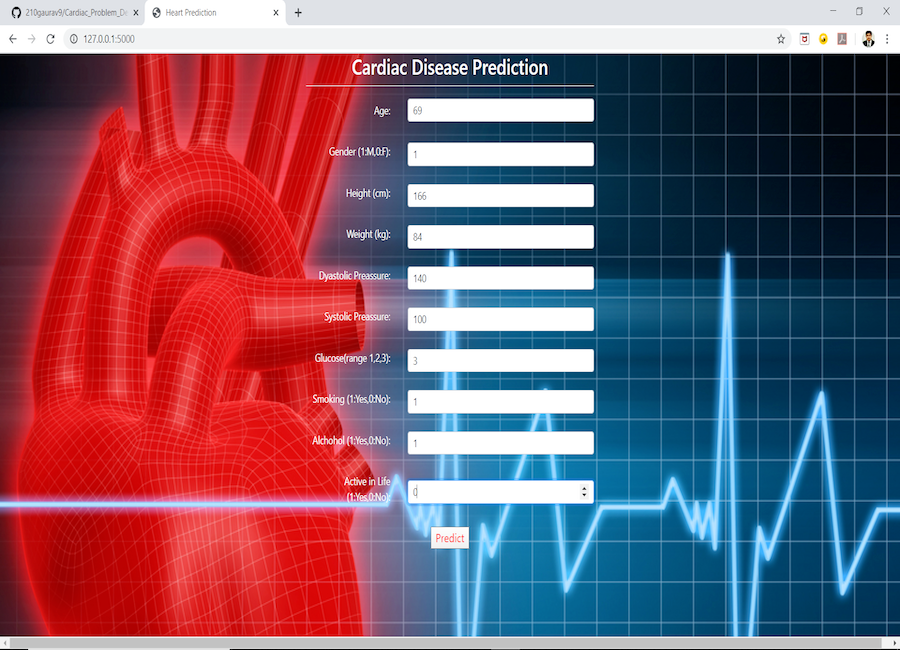 210gaurav9/Cardiac_Problem_De
Heart Prediction
127.0.0.1:5000
Cardiac Disease Prediction
Age: 69
Gender (1:M,0:F): 1
Height (cm): 166
Weight (kg): 84
Dyastolic Preassure: 140
Systolic Preassure: 100
Glucose(range 1,2,3): 3
Smoking (1:Yes,0:No): 1
Alchohol (1:Yes,0:No): 1
Active in Life
(1:Yes,0:No): 0
Predict